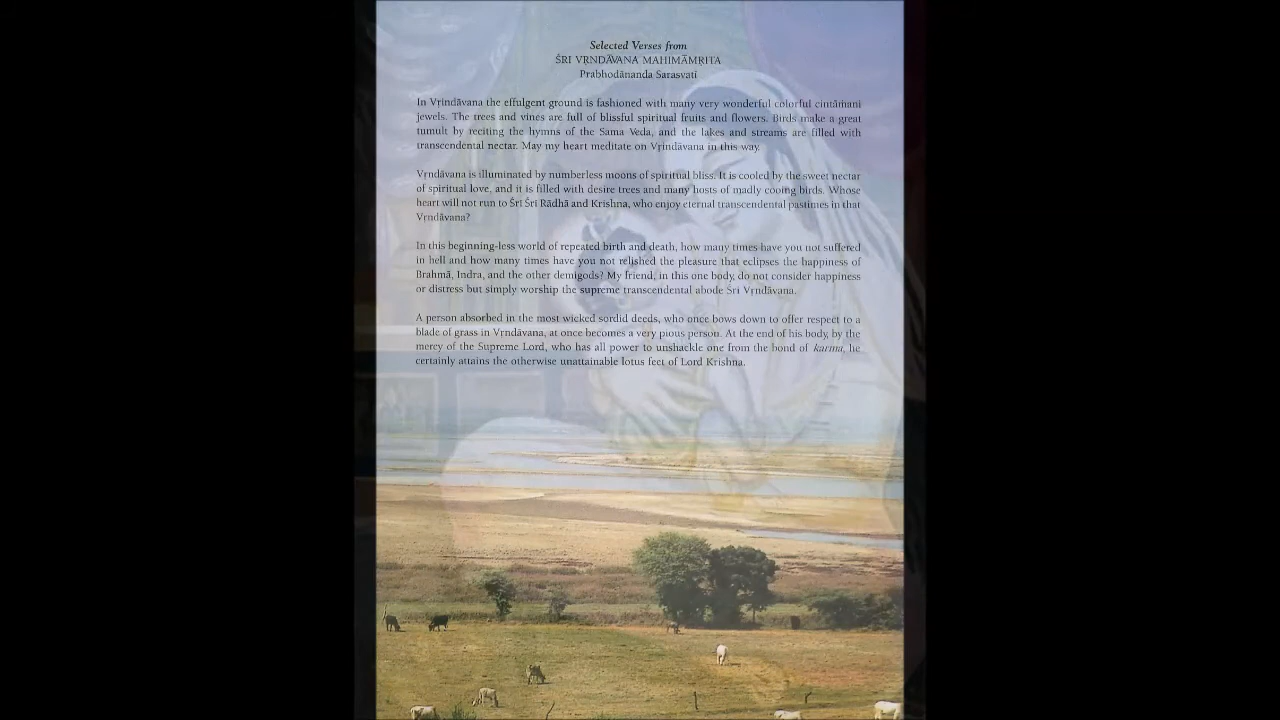 Selected Verses from
ŚRI VṚNDĀVANA MAHIMĀMṚITA
Prabhodānanda Sarasvati
In Vṛindāvana the effulgent ground is fashioned with many very wonderful colorful cintāmani
jewels. The trees and vines are full of blissful spiritual fruits and flowers. Birds make a great
tumult by reciting the hymns of the Sama Veda, and the lakes and streams are filled with
transcendental nectar. May my heart meditate on Vṛindāvana in this way.
Vṛndāvana is illuminated by numberless moons of spiritual bliss. It is cooled by the sweet nectar
of spiritual love, and it is filled with desire trees and many hosts of madly cooing birds. Whose
heart will not run to Śrī Śrī Rādhā and Krishna, who enjoy eternal transcendental pastimes in that
Vṛndāvana?
In this beginning-less world of repeated birth and death, how many times have you not suffered
in hell and how many times have you not relished the pleasure that eclipses the happiness of
Brahmā, Indra, and the other demigods? My friend, in this one body, do not consider happiness
or distress but simply worship the supreme transcendental abode Śri Vṛndāvana.
A person absorbed in the most wicked sordid deeds, who once bows down to offer respect to a
blade of grass in Vṛndāvana, at once becomes a very pious person. At the end of his body, by the
mercy of the Supreme Lord, who has all power to unshackle one from the bond of karma, he
certainly attains the otherwise unattainable lotus feet of Lord Krishna.